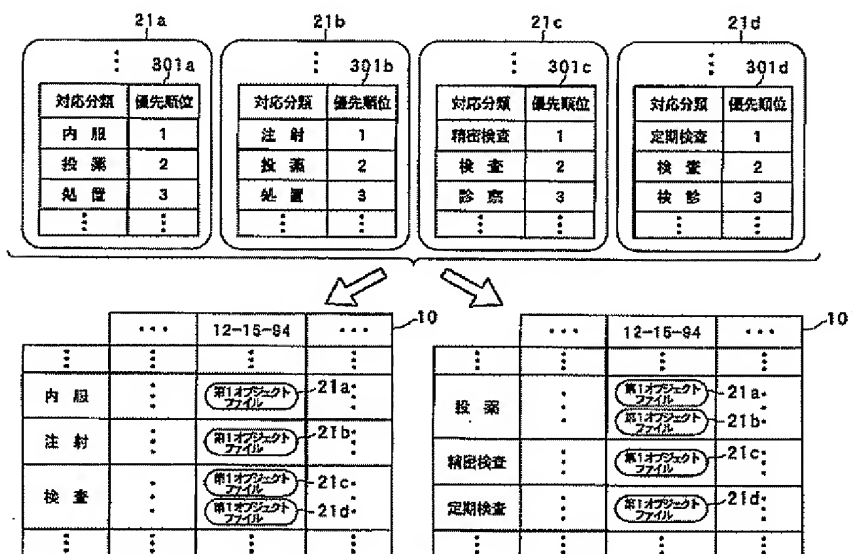 21a 21b 21c 21d
301a 301b 301c 301d
対応分類 優先順位 対応分類 優先順位 対応分類 優先順位 対応分類 優先順位
内 服 1 注 射 1 精密検査 1 定期検査 1
投 薬 2 投 薬 2 検 査 2 検 査 2
処 置 3 処 置 3 診 察 3 検 診 3
... 12-15-94 ... 10 ... 12-15-94 ... 10
内 服 第1オブジェクト ファイル 21a
注 射 第1オブジェクト ファイル 21b
検 査 第1オブジェクト ファイル 21c
第1オブジェクト ファイル 21d
投 薬 第1オブジェクト ファイル 21a
第1オブジェクト ファイル 21b
精密検査 第1オブジェクト ファイル 21c
定期検査 第1オブジェクト ファイル 21d